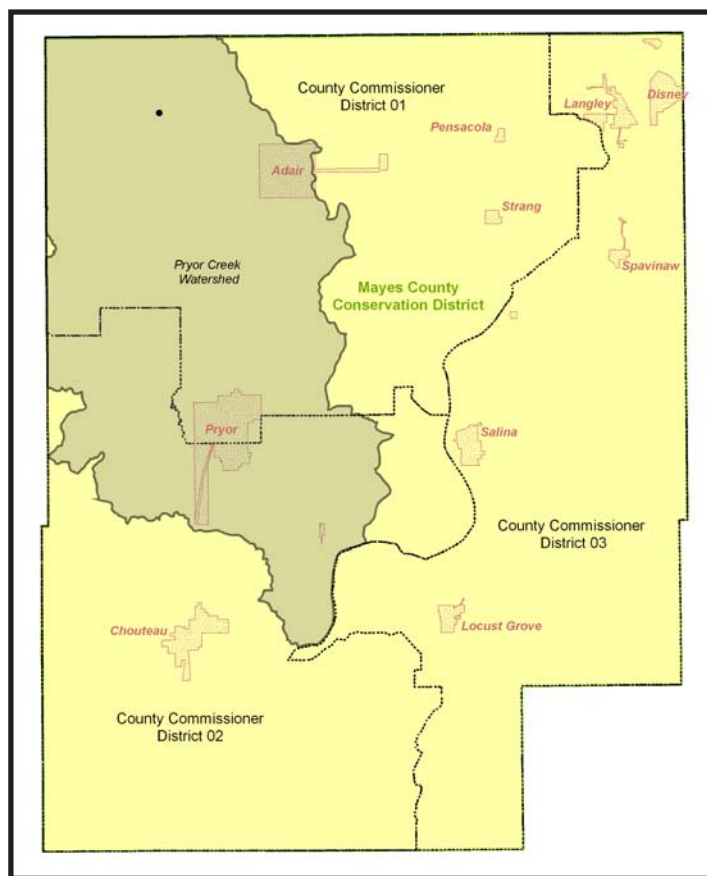 County Commissioner
District 01
Langley
Disney
Pensacola
Adair
Strang
Pryor Creek
Watershed
Spavinaw
Mayes County
Conservation District
Pryor
Salina
County Commissioner
District 03
Chouteau
Locust Grove
County Commissioner
District 02